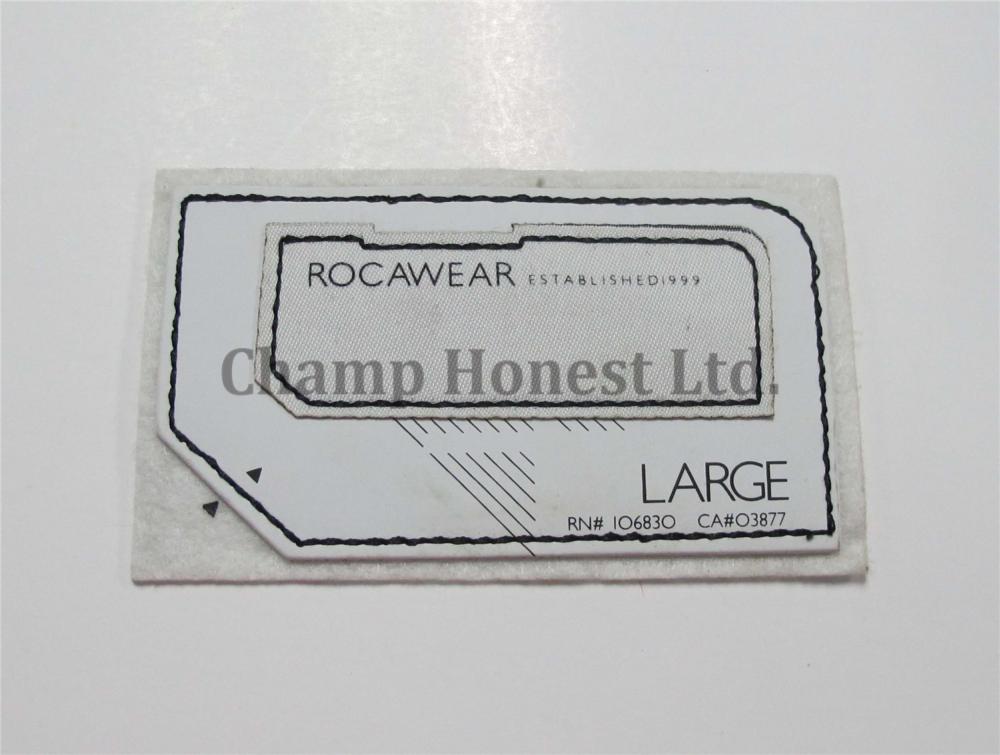 ROCAWEAR ESTABLISHED1999
Champ Honest Ltd.
LARGE
RN# 106830 CA#03877